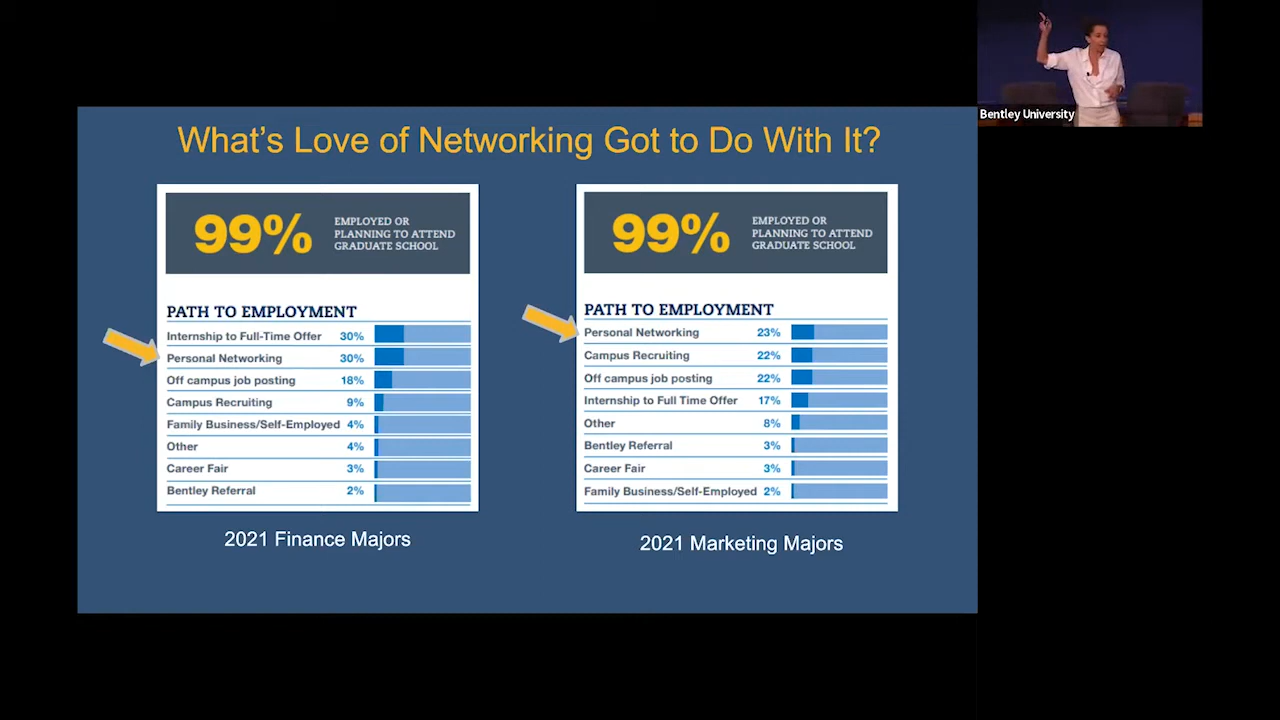 What's Love of Networking Got to Do With It?
99%
EMPLOYED OR
PLANNING TO ATTEND
GRADUATE SCHOOL
PATH TO EMPLOYMENT
Internship to Full-Time Offer 30%
Personal Networking 30%
Off campus job posting 18%
Campus Recruiting 9%
Family Business/Self-Employed 4%
Other 4%
Career Fair 3%
Bentley Referral 2%
2021 Finance Majors
99%
EMPLOYED OR
PLANNING TO ATTEND
GRADUATE SCHOOL
PATH TO EMPLOYMENT
Personal Networking 23%
Campus Recruiting 22%
Off campus job posting 22%
Internship to Full Time Offer 17%
Other 8%
Bentley Referral 3%
Career Fair 3%
Family Business/Self-Employed 2%
2021 Marketing Majors
Bentley University